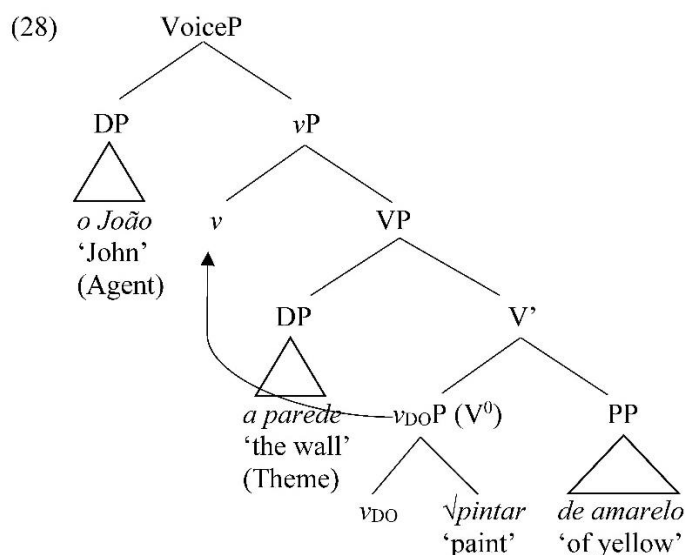 (28) VoiceP
DP vP
o João v VP
‘John’
(Agent)
DP V’
a parede vDOP (V0) PP
‘the wall’
(Theme)
vDO √pintar de amarelo
‘paint’ ‘of yellow’